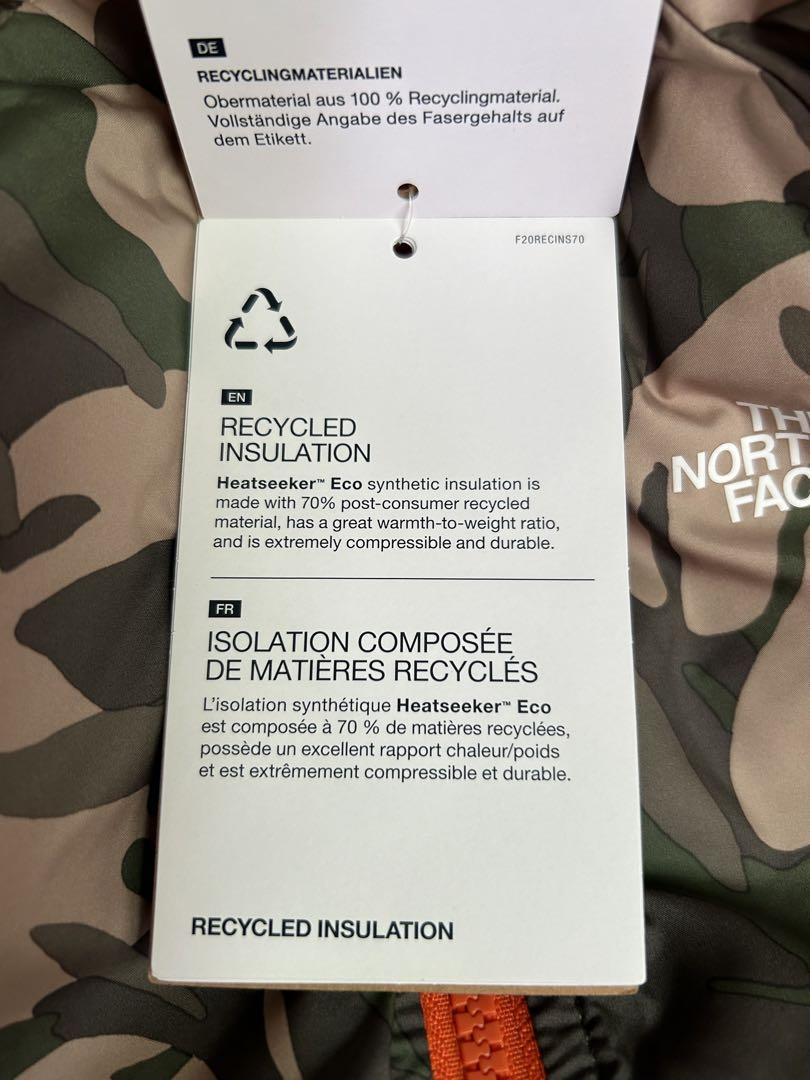 DE
RECYCLINGMATERIALIEN
Obermaterial aus 100 % Recyclingmaterial.
Vollständige Angabe des Fasergehalts auf
dem Etikett.
F20RECINS70
EN
RECYCLED
INSULATION
Heatseeker™ Eco synthetic insulation is
made with 70% post-consumer recycled
material, has a great warmth-to-weight ratio,
and is extremely compressible and durable.
FR
ISOLATION COMPOSÉE
DE MATIÈRES RECYCLÉS
L'isolation synthétique Heatseeker™ Eco
est composée à 70 % de matières recyclées,
possède un excellent rapport chaleur/poids
et est extrêmement compressible et durable.
RECYCLED INSULATION
TH
NORT
FAC